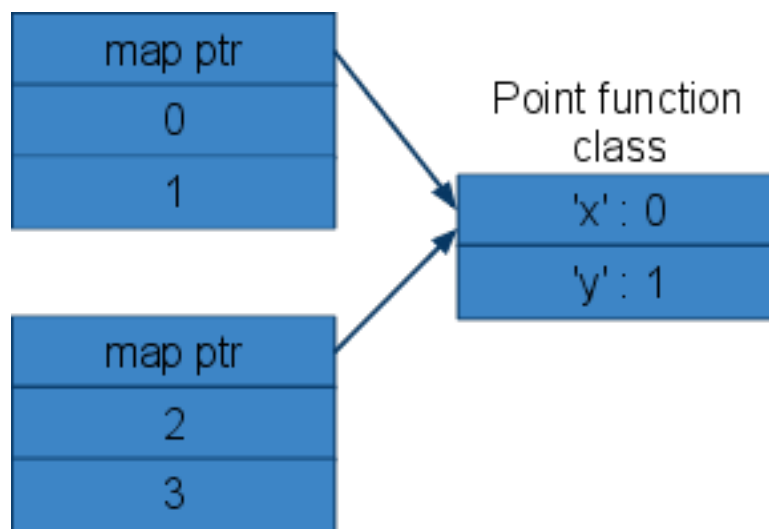 map ptr
0
1
Point function
class
'x' : 0
'y' : 1
map ptr
2
3